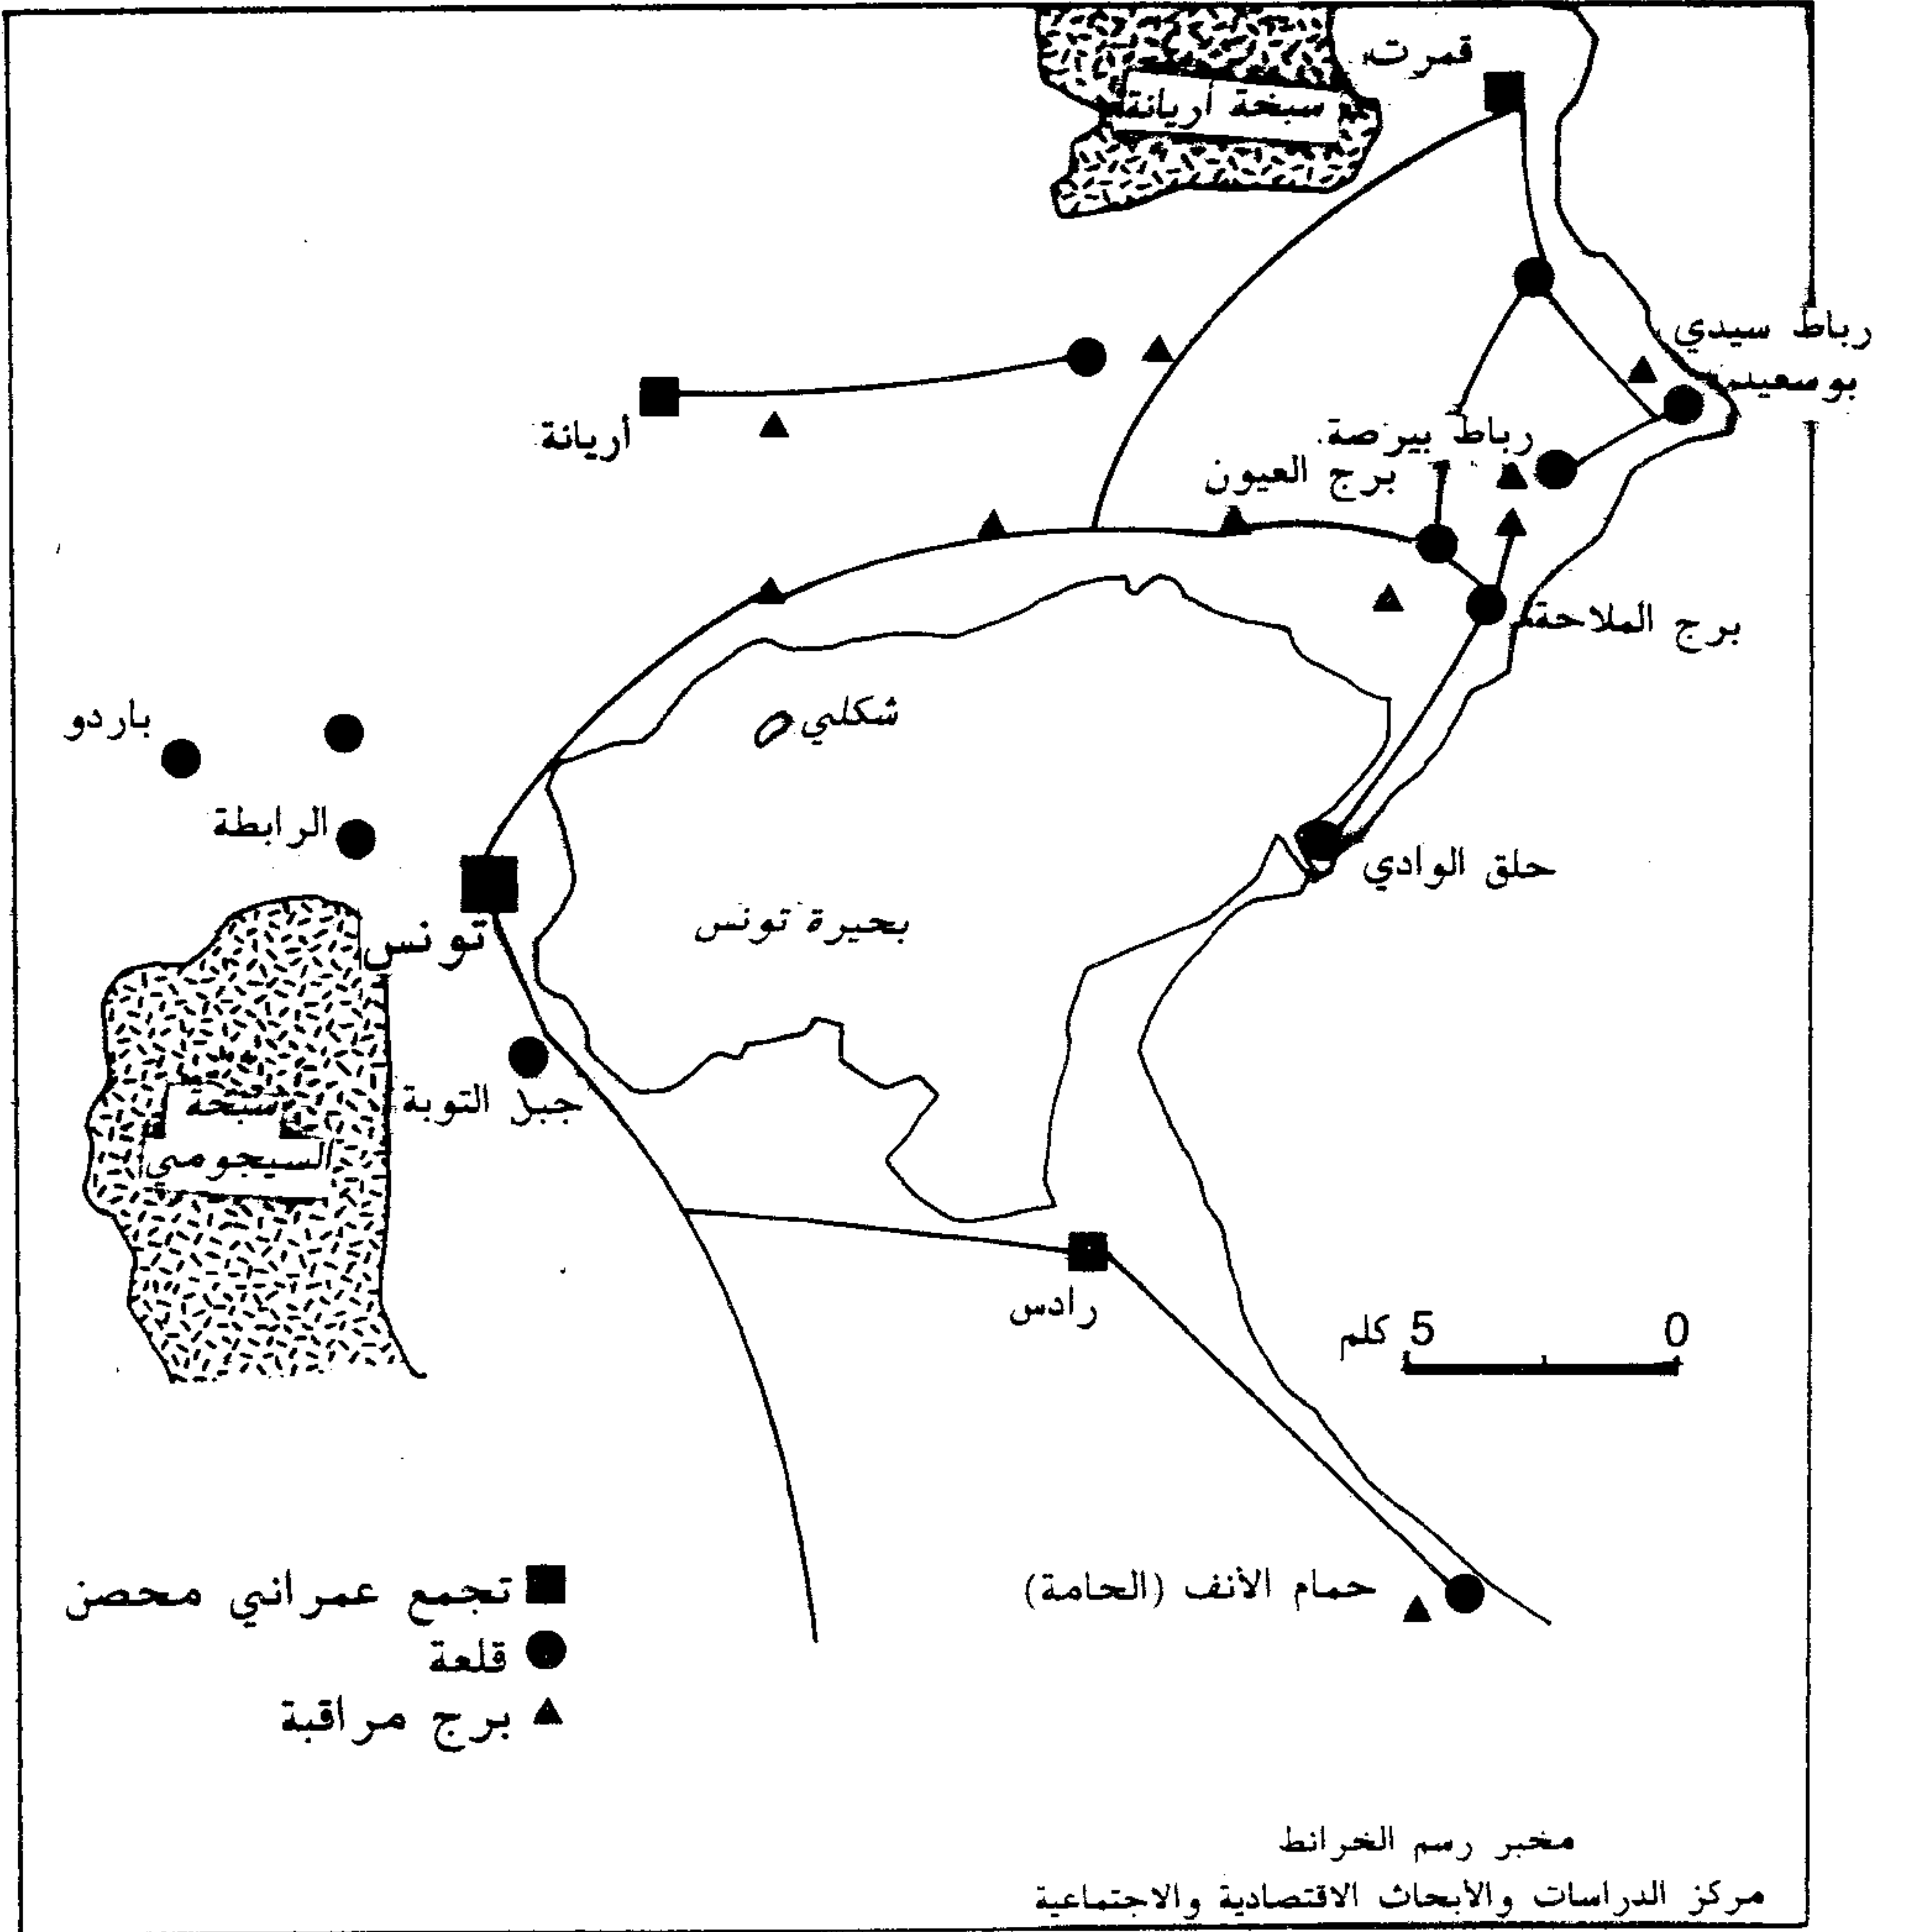 قمرت
سبخة أريانة
رباط سيدي
بوسعيد
أريانة
رباط بيرصة
برج العيون
برج الملاحة
شكلي
باردو
الرابطة
حلق الوادي
بحيرة تونس
تونس
جبل التوبة
سبخة
السيجومي
رادس
5 كلم
0
حمام الأنف (الحامة)
تجمع عمراني محصن
قلعة
برج مراقبة
مخبر رسم الخرائط
مركز الدراسات والأبحاث الاقتصادية والاجتماعية